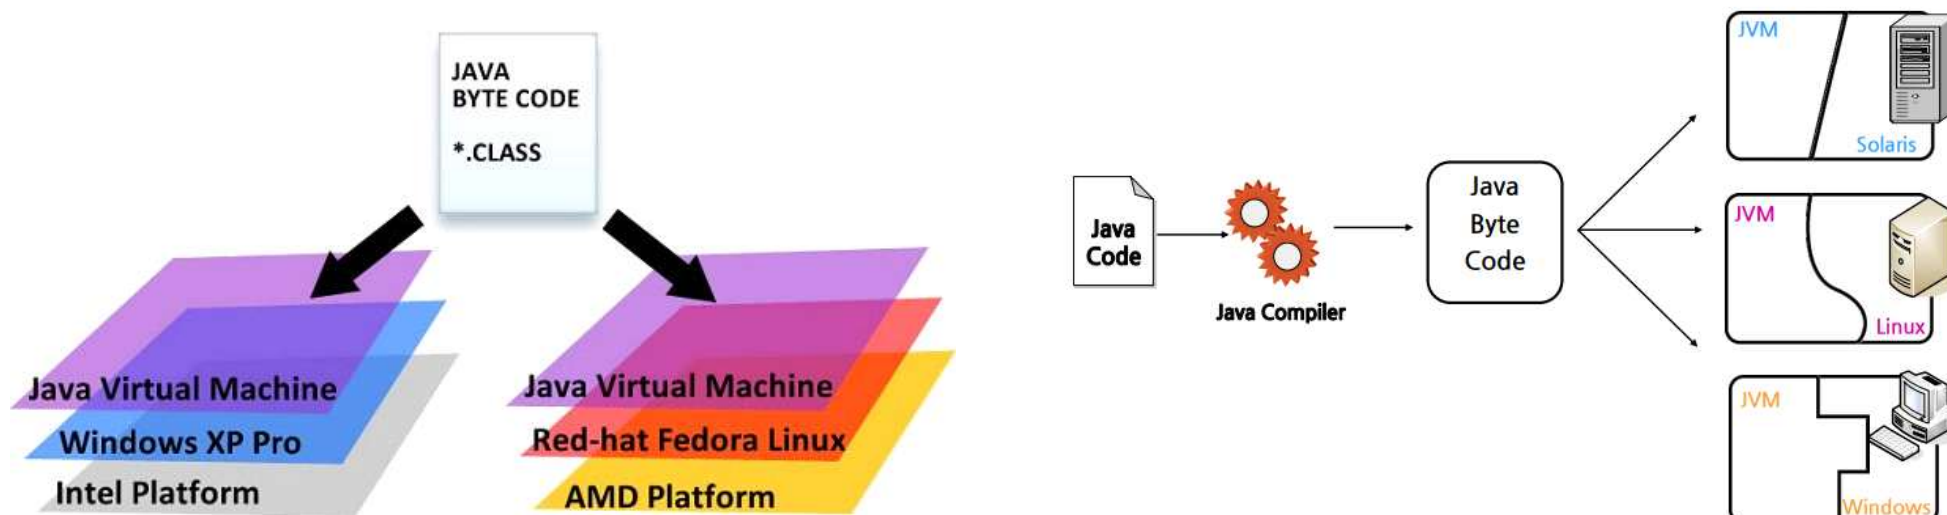 JAVA
BYTE CODE
*.CLASS
Java Virtual Machine
Windows XP Pro
Intel Platform
Java Virtual Machine
Red-hat Fedora Linux
AMD Platform
Java
Code
Java Compiler
Java
Byte
Code
JVM
Solaris
JVM
Linux
JVM
Windows